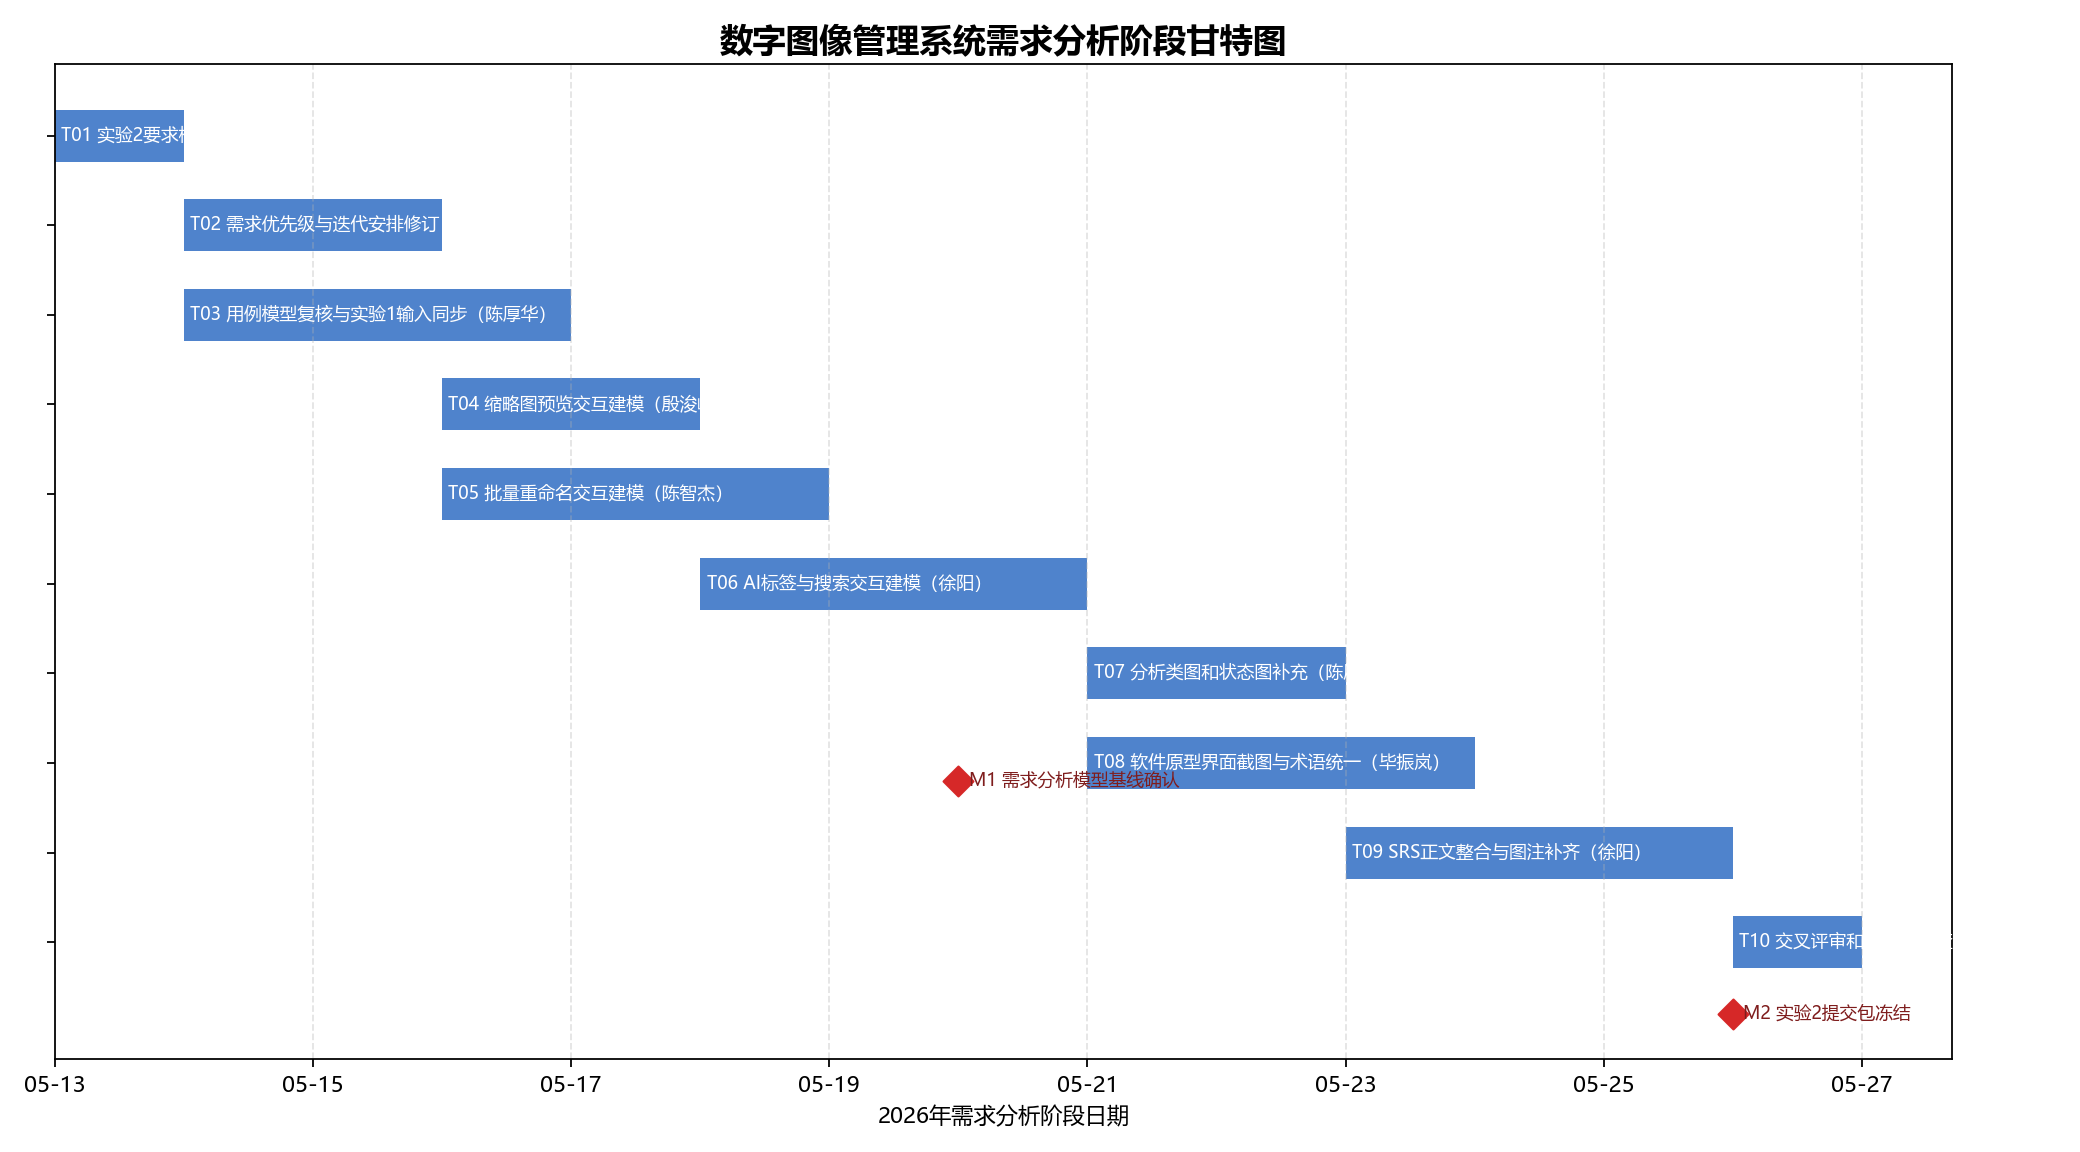 数字图像管理系统需求分析阶段甘特图
T01 实验2要求
T02 需求优先级与迭代安排修订
T03 用例模型复核与实验1输入同步（陈厚华）
T04 缩略图预览交互建模（殷浚
T05 批量重命名交互建模（陈智杰）
T06 AI标签与搜索交互建模（徐阳）
T07 分析类图和状态图补充（陈
T08 软件原型界面截图与术语统一（毕振岚）
M1 需求分析模型基线确认
T09 SRS正文整合与图注补齐（徐阳）
T10 交叉评审和
M2 实验2提交包冻结
05-13 05-15 05-17 05-19 05-21 05-23 05-25 05-27
2026年需求分析阶段日期